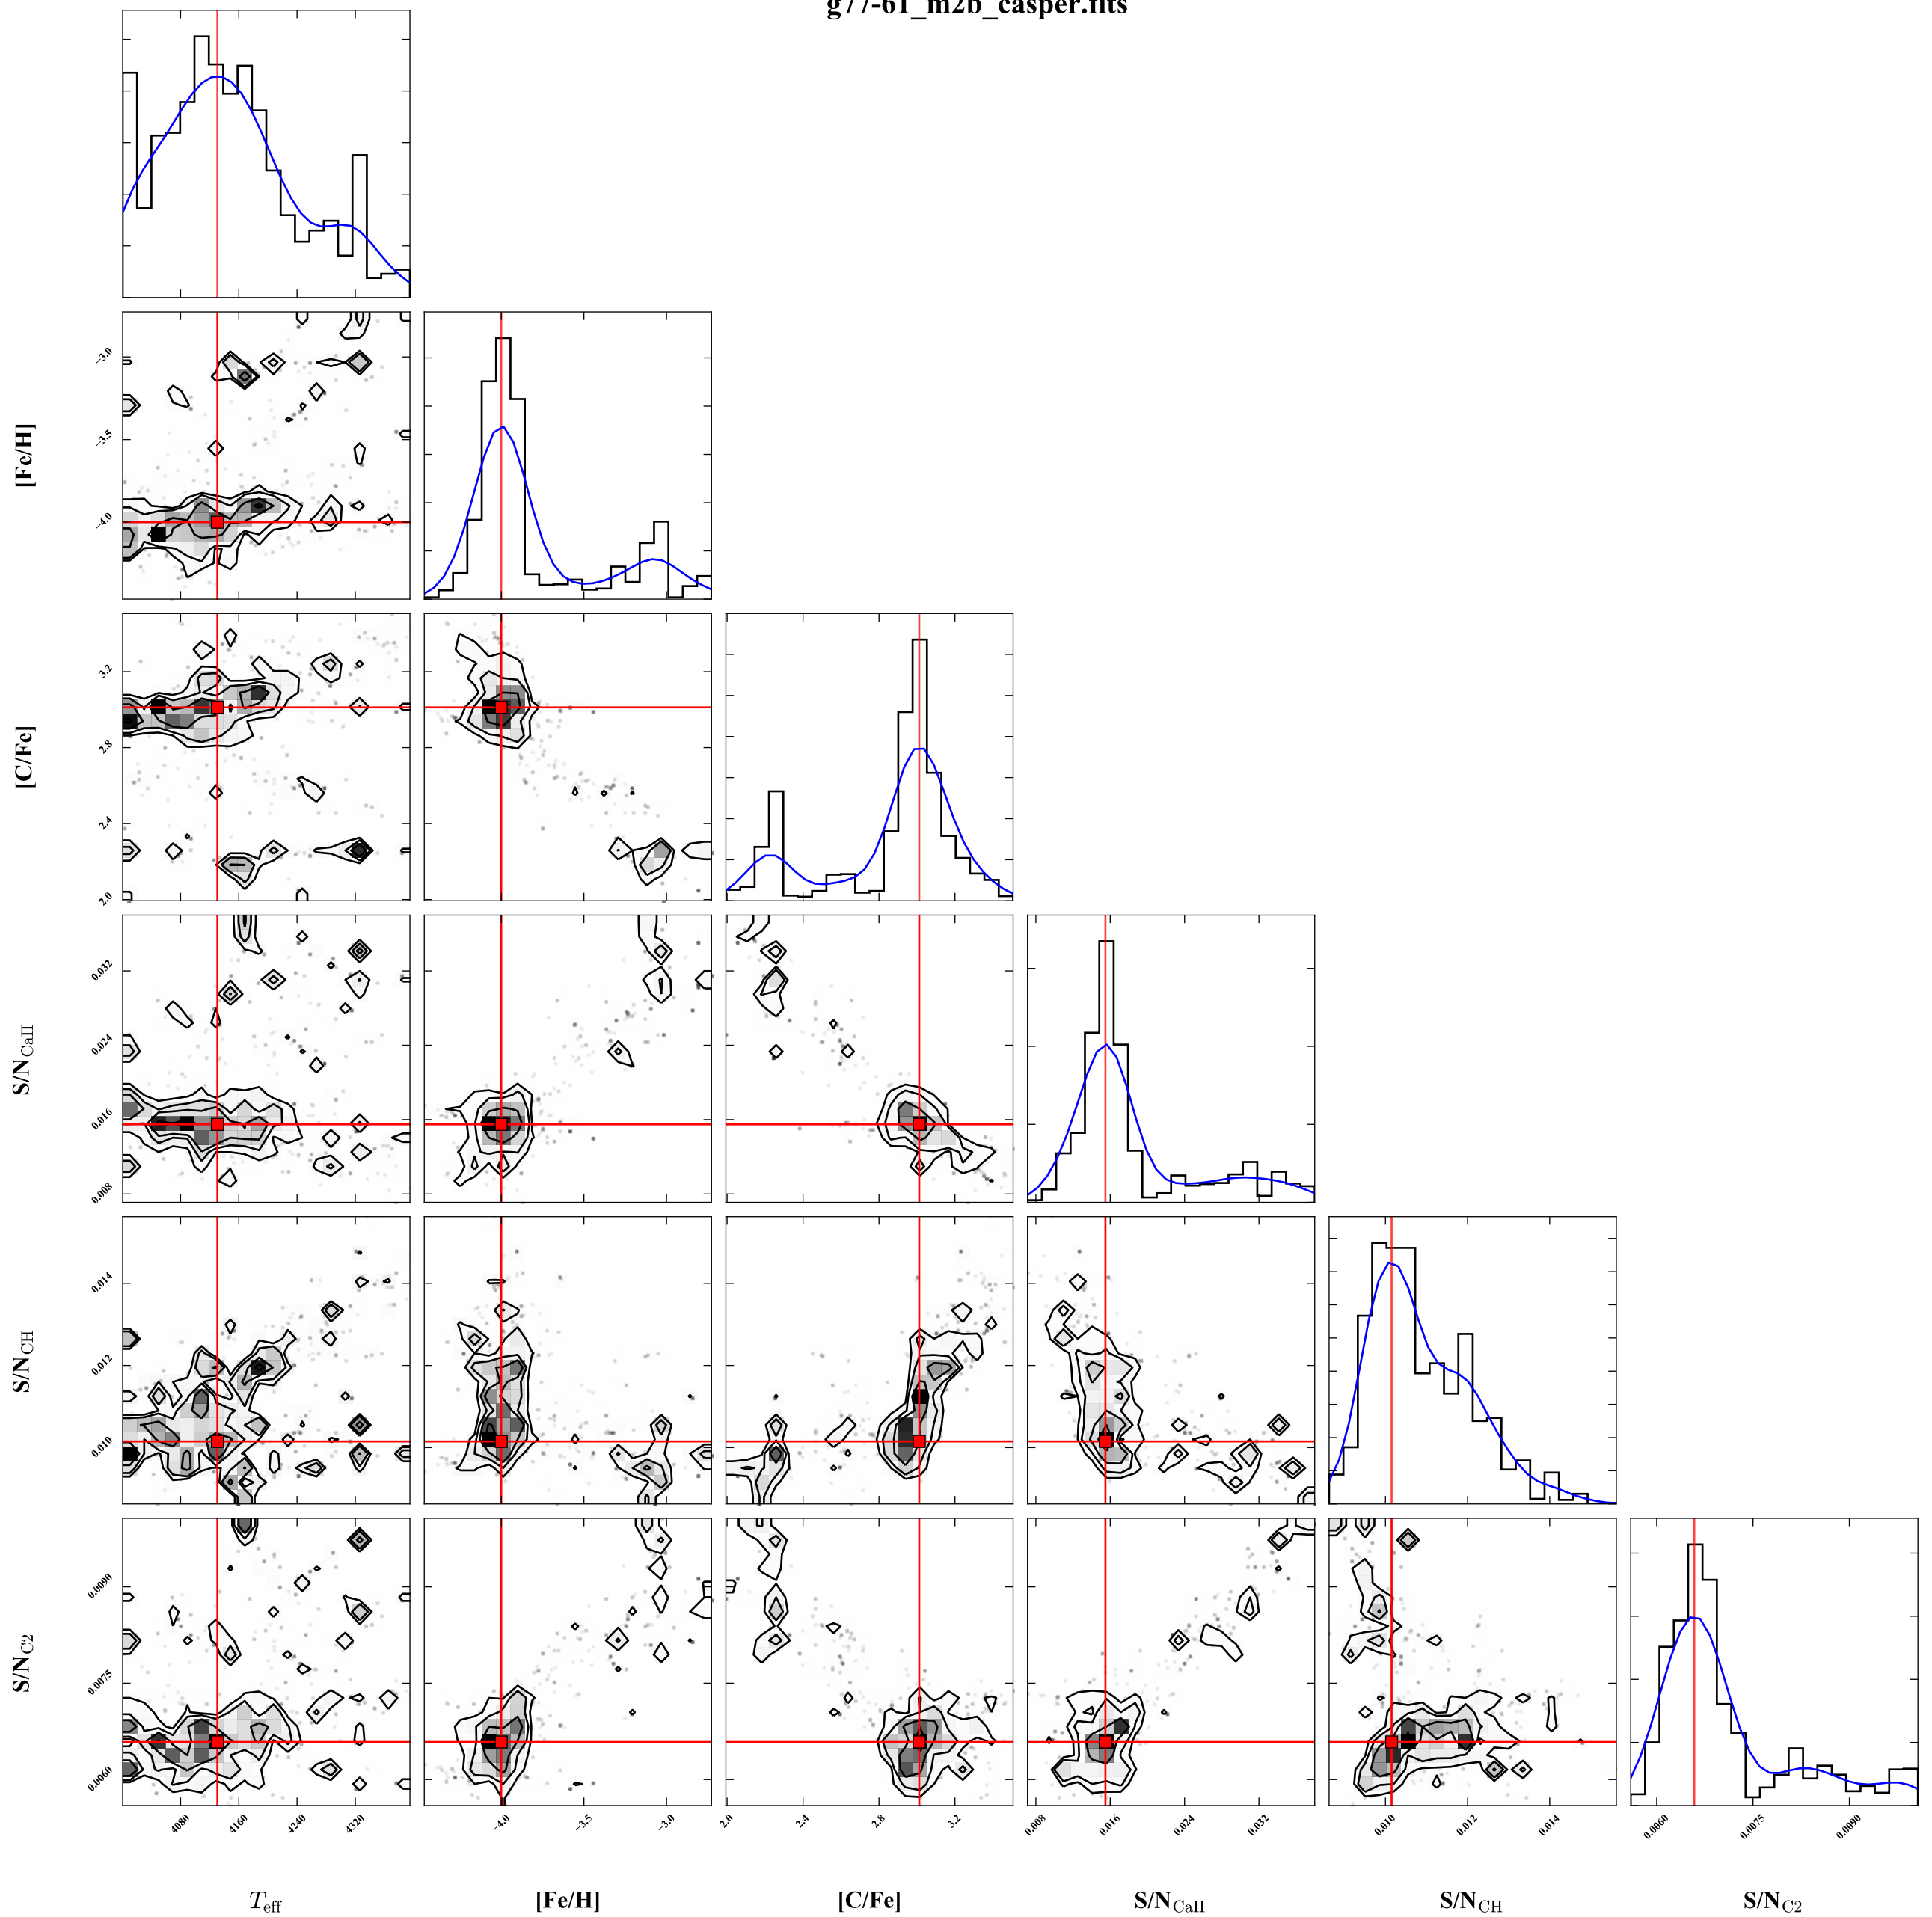 g77-61_m2b_casper.fits
[Fe/H]
−3.0
−3.5
−4.0
[C/Fe]
3.2
2.8
2.4
2.0
S/N_CaII
0.032
0.024
0.016
0.008
S/N_CH
0.014
0.012
0.010
S/N_C2
0.0090
0.0075
0.0060
4080 4160 4240 4320
−4.0 −3.5 −3.0
2.0 2.4 2.8 3.2
0.008 0.016 0.024 0.032
0.010 0.012 0.014
0.0060 0.0075 0.0090
T_eff [Fe/H] [C/Fe] S/N_CaII S/N_CH S/N_C2